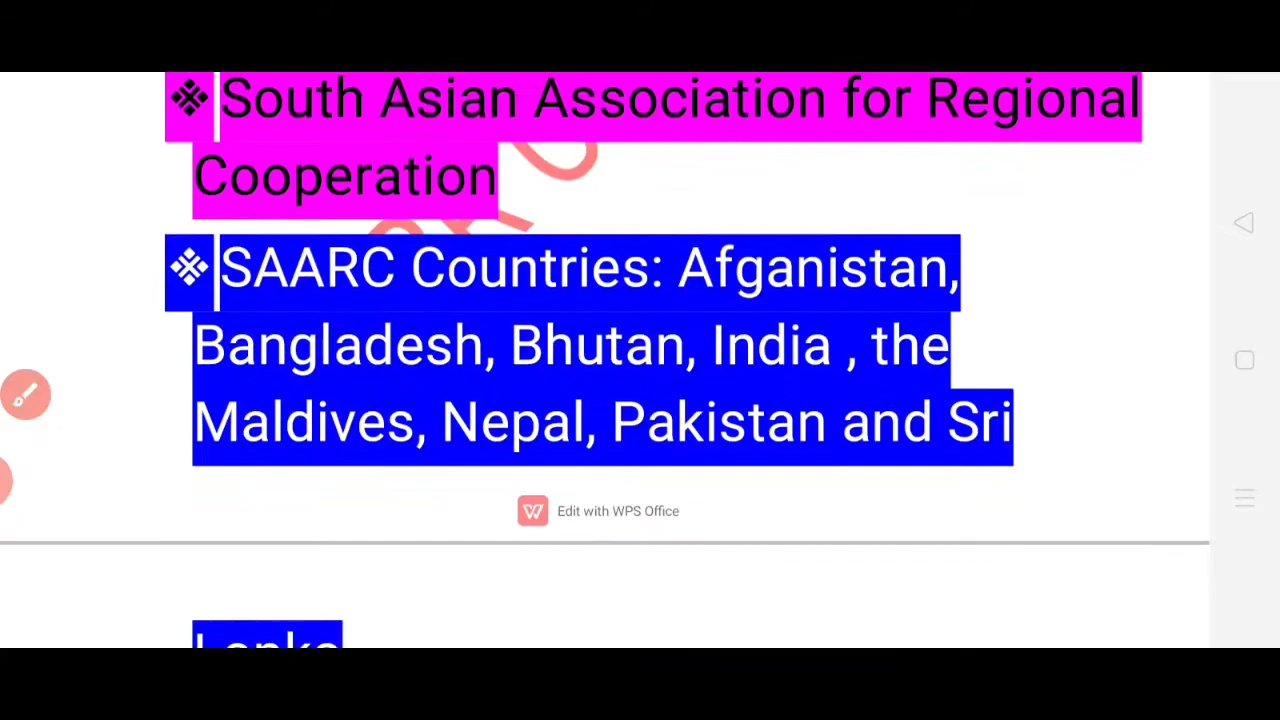 ❖ South Asian Association for Regional
Cooperation
❖ SAARC Countries: Afganistan,
Bangladesh, Bhutan, India , the
Maldives, Nepal, Pakistan and Sri
Edit with WPS Office
Lanka